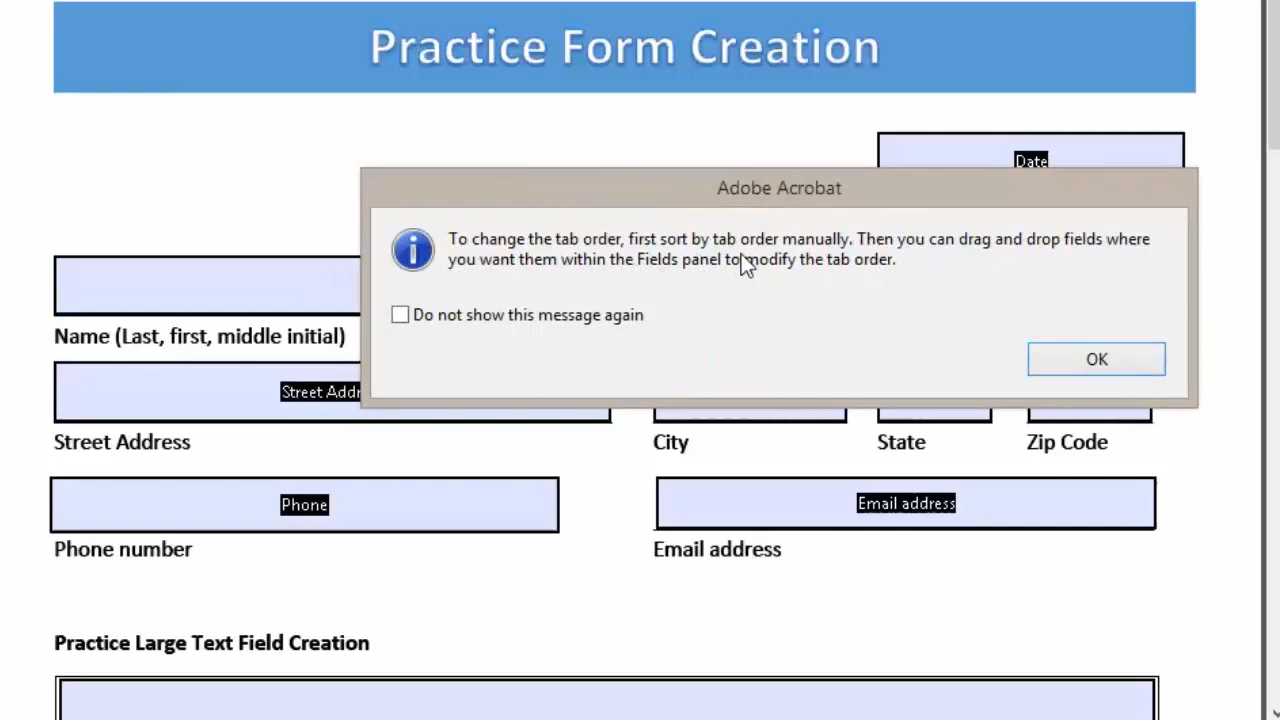 Practice Form Creation
Date
Adobe Acrobat
To change the tab order, first sort by tab order manually. Then you can drag and drop fields where
you want them within the Fields panel to modify the tab order.
Do not show this message again
OK
Name (Last, first, middle initial)
Street Addr
Street Address
City
State
Zip Code
Phone
Email address
Phone number
Email address
Practice Large Text Field Creation